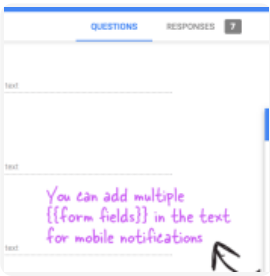 QUESTIONS RESPONSES 7
text
text
You can add multiple
{{form fields}} in the text
for mobile notifications
text